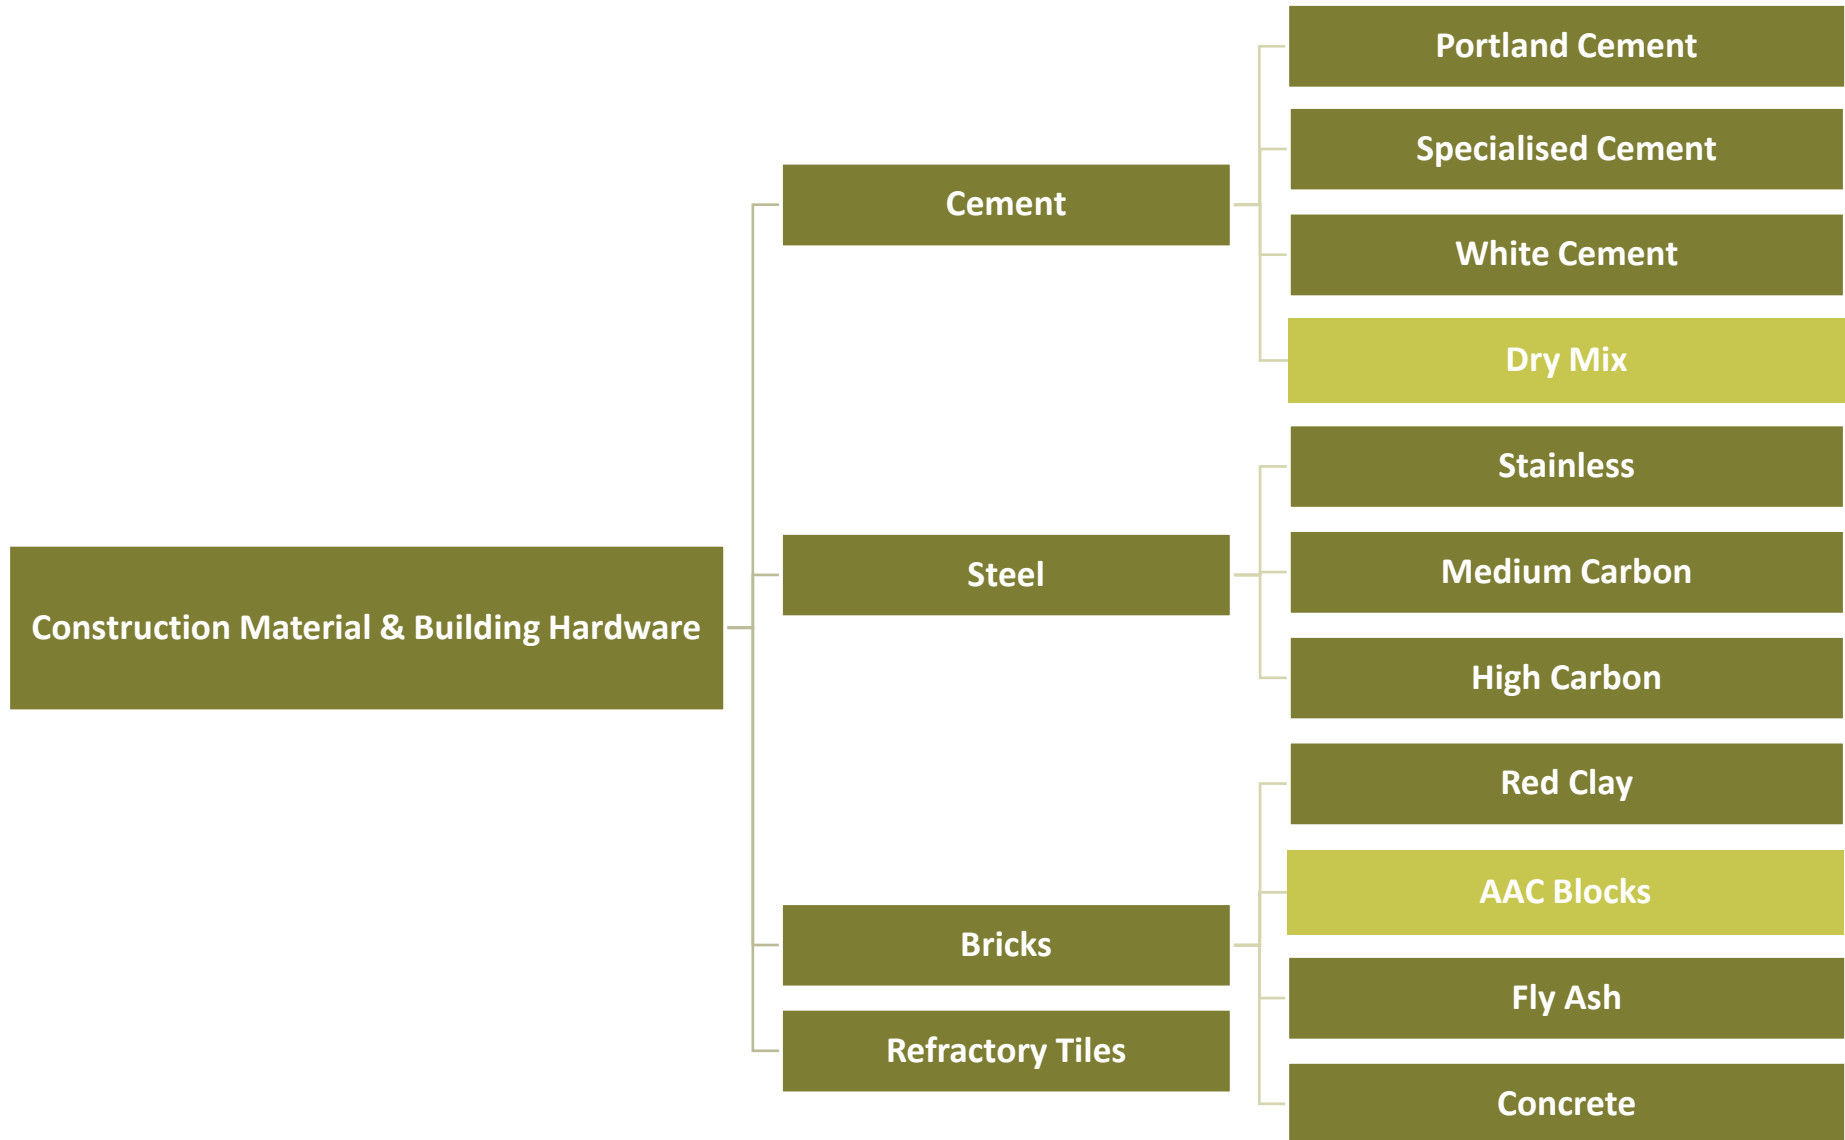 Construction Material & Building Hardware
Cement
Portland Cement
Specialised Cement
White Cement
Dry Mix
Steel
Stainless
Medium Carbon
High Carbon
Bricks
Red Clay
AAC Blocks
Fly Ash
Concrete
Refractory Tiles